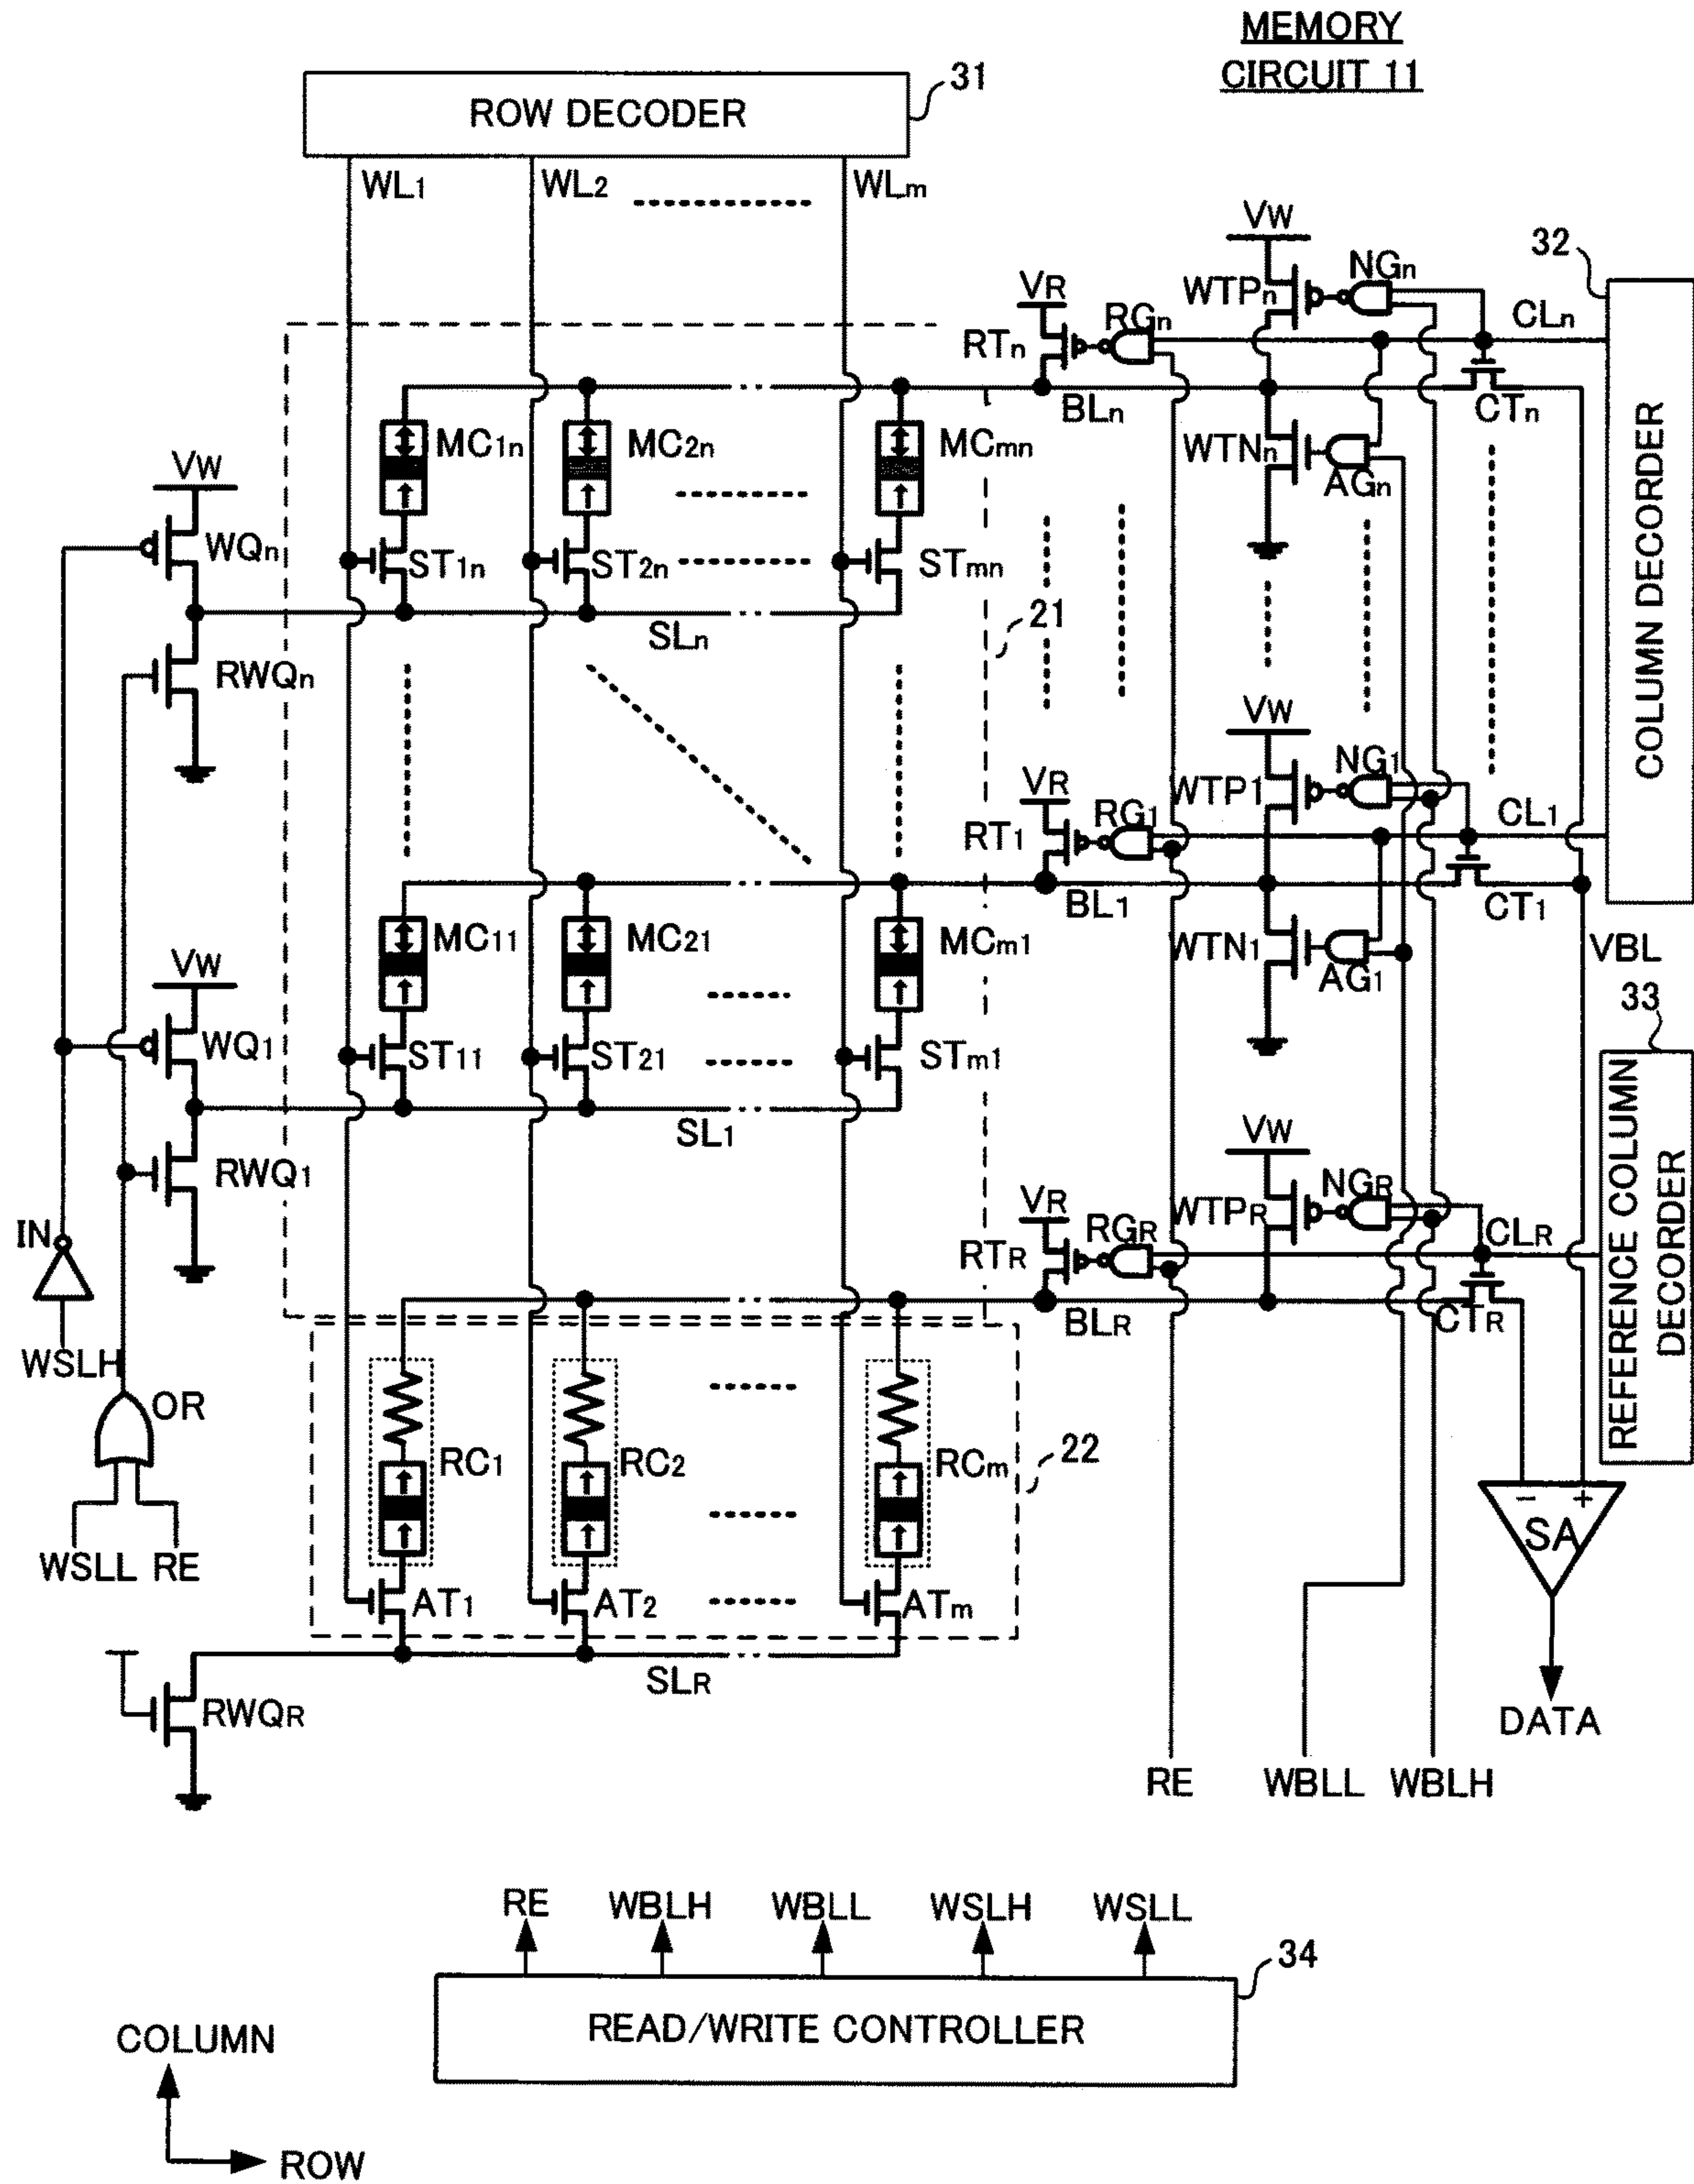 MEMORY
CIRCUIT 11
31
ROW DECODER
WL1 WL2 WLm
VW
32
NGn
WTPn
VR
RGn
CLn
RTn
BLn
CTn
MC1n MC2n MCmn
WTNn
AGn
VW
WQn
ST1n ST2n STmn
COLUMN DECORDER
21
SLn
RWQn
VW
NG1
WTP1
VR
RG1
CL1
RT1
BL1
CT1
MC11 MC21 MCm1
WTN1
VBL
AG1
VW
33
WQ1
ST11 ST21 STm1
SL1
VW
RWQ1
NGR
WTPR
VR
RGR
CLR
IN
RTR
BLR
CTR
REFERENCE COLUMN
DECORDER
WSLH
OR
RC1 RC2 RCm
22
− +
SA
WSLL RE
AT1 AT2 ATm
SLR
RWQR
DATA
RE WBLL WBLH
RE WBLH WBLL WSLH WSLL
34
READ/WRITE CONTROLLER
COLUMN
ROW